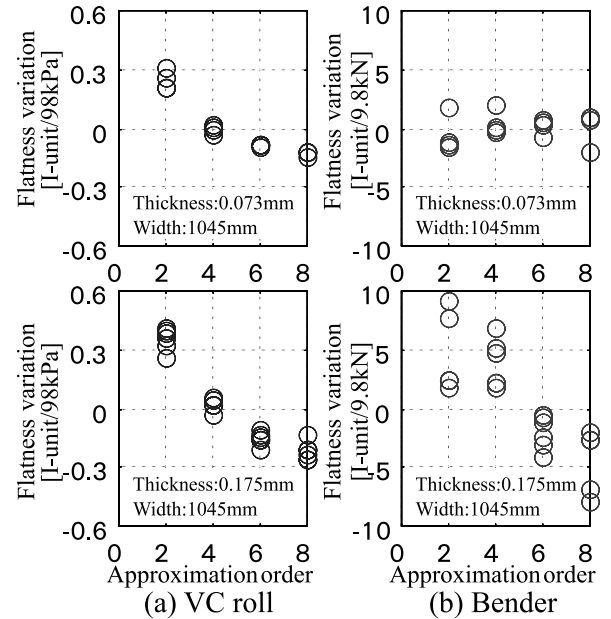 Flatness variation
[I-unit/98kPa]
0.6
0.3
0
-0.3
-0.6
Thickness:0.073mm
Width:1045mm
0 2 4 6 8
Flatness variation
[I-unit/9.8kN]
10
5
0
-5
-10
Thickness:0.073mm
Width:1045mm
0 2 4 6 8
Flatness variation
[I-unit/98kPa]
0.6
0.3
0
-0.3
-0.6
Thickness:0.175mm
Width:1045mm
0 2 4 6 8
Approximation order
(a) VC roll
Flatness variation
[I-unit/9.8kN]
10
5
0
-5
-10
Thickness:0.175mm
Width:1045mm
0 2 4 6 8
Approximation order
(b) Bender